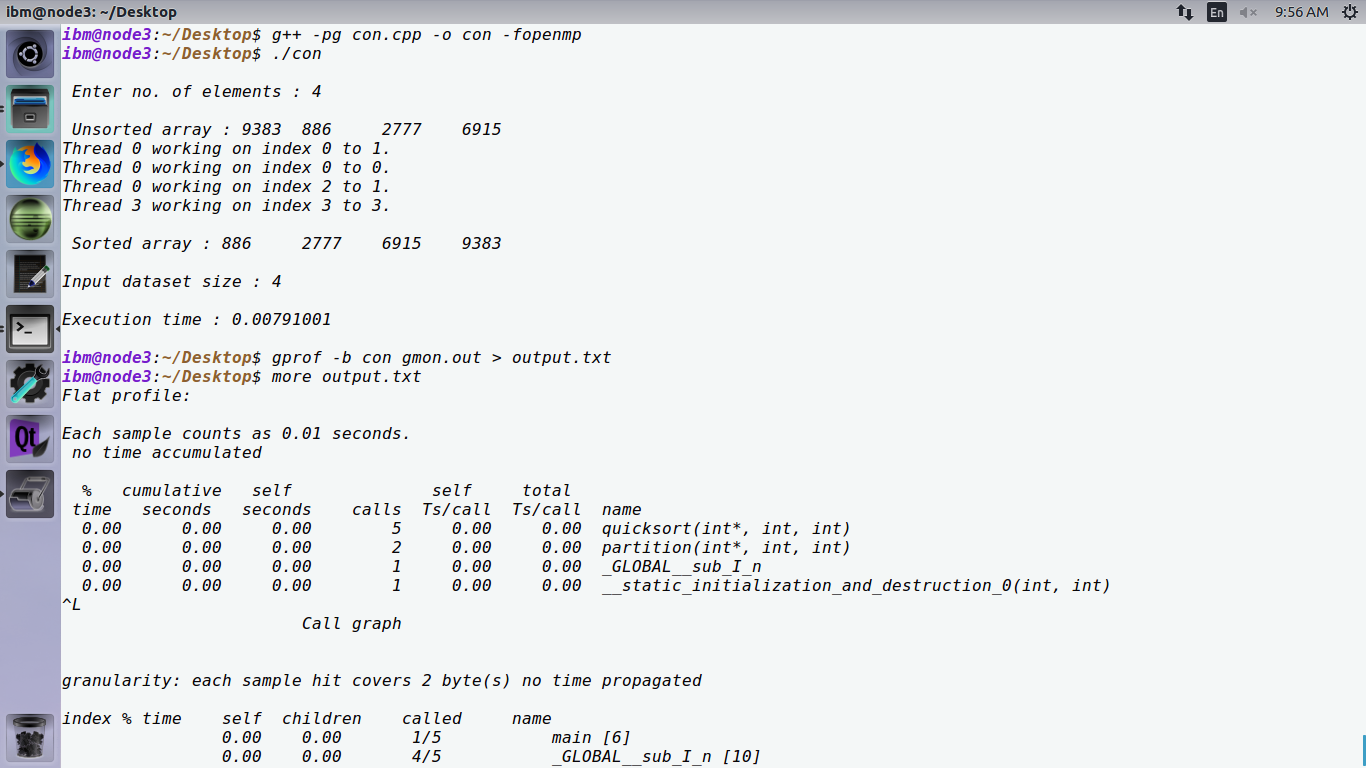 ibm@node3: ~/Desktop En 9:56 AM
ibm@node3:~/Desktop$ g++ -pg con.cpp -o con -fopenmp
ibm@node3:~/Desktop$ ./con
Enter no. of elements : 4
Unsorted array : 9383 886 2777 6915
Thread 0 working on index 0 to 1.
Thread 0 working on index 0 to 0.
Thread 0 working on index 2 to 1.
Thread 3 working on index 3 to 3.
Sorted array : 886 2777 6915 9383
Input dataset size : 4
Execution time : 0.00791001
ibm@node3:~/Desktop$ gprof -b con gmon.out > output.txt
ibm@node3:~/Desktop$ more output.txt
Flat profile:
Each sample counts as 0.01 seconds.
no time accumulated
% cumulative self self total
time seconds seconds calls Ts/call Ts/call name
0.00 0.00 0.00 5 0.00 0.00 quicksort(int*, int, int)
0.00 0.00 0.00 2 0.00 0.00 partition(int*, int, int)
0.00 0.00 0.00 1 0.00 0.00 _GLOBAL__sub_I_n
0.00 0.00 0.00 1 0.00 0.00 __static_initialization_and_destruction_0(int, int)
^L
Call graph
granularity: each sample hit covers 2 byte(s) no time propagated
index % time self children called name
0.00 0.00 1/5 main [6]
0.00 0.00 4/5 _GLOBAL__sub_I_n [10]
Qt